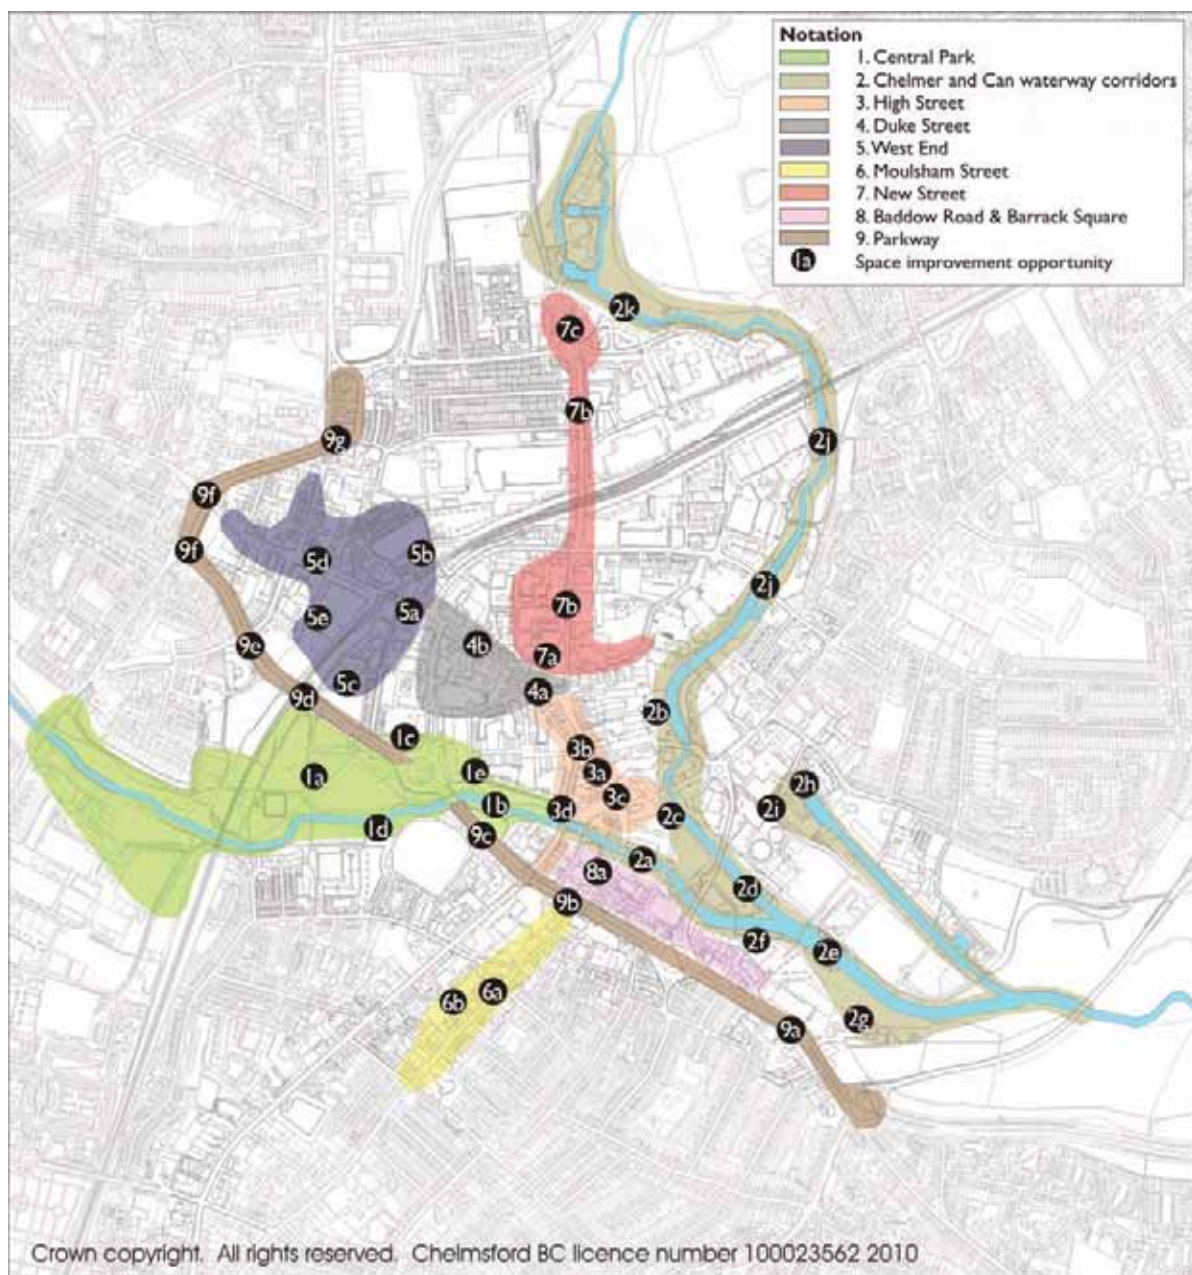 Notation
1. Central Park
2. Chelmer and Can waterway corridors
3. High Street
4. Duke Street
5. West End
6. Moulsham Street
7. New Street
8. Baddow Road & Barrack Square
9. Parkway
1a Space improvement opportunity
2k
7c
7b
9g
2j
9f
9f
5d
5b
2j
5e
5a
7b
9e
4b
7a
5c
4a
9d
2b
1c
3b
1a
1e
3a
2h
3c
1b
3d
2i
2c
1d
9c
2a
8a
2d
9b
2f
2e
6b
6a
2g
9a
Crown copyright. All rights reserved. Chelmsford BC licence number 100023562 2010